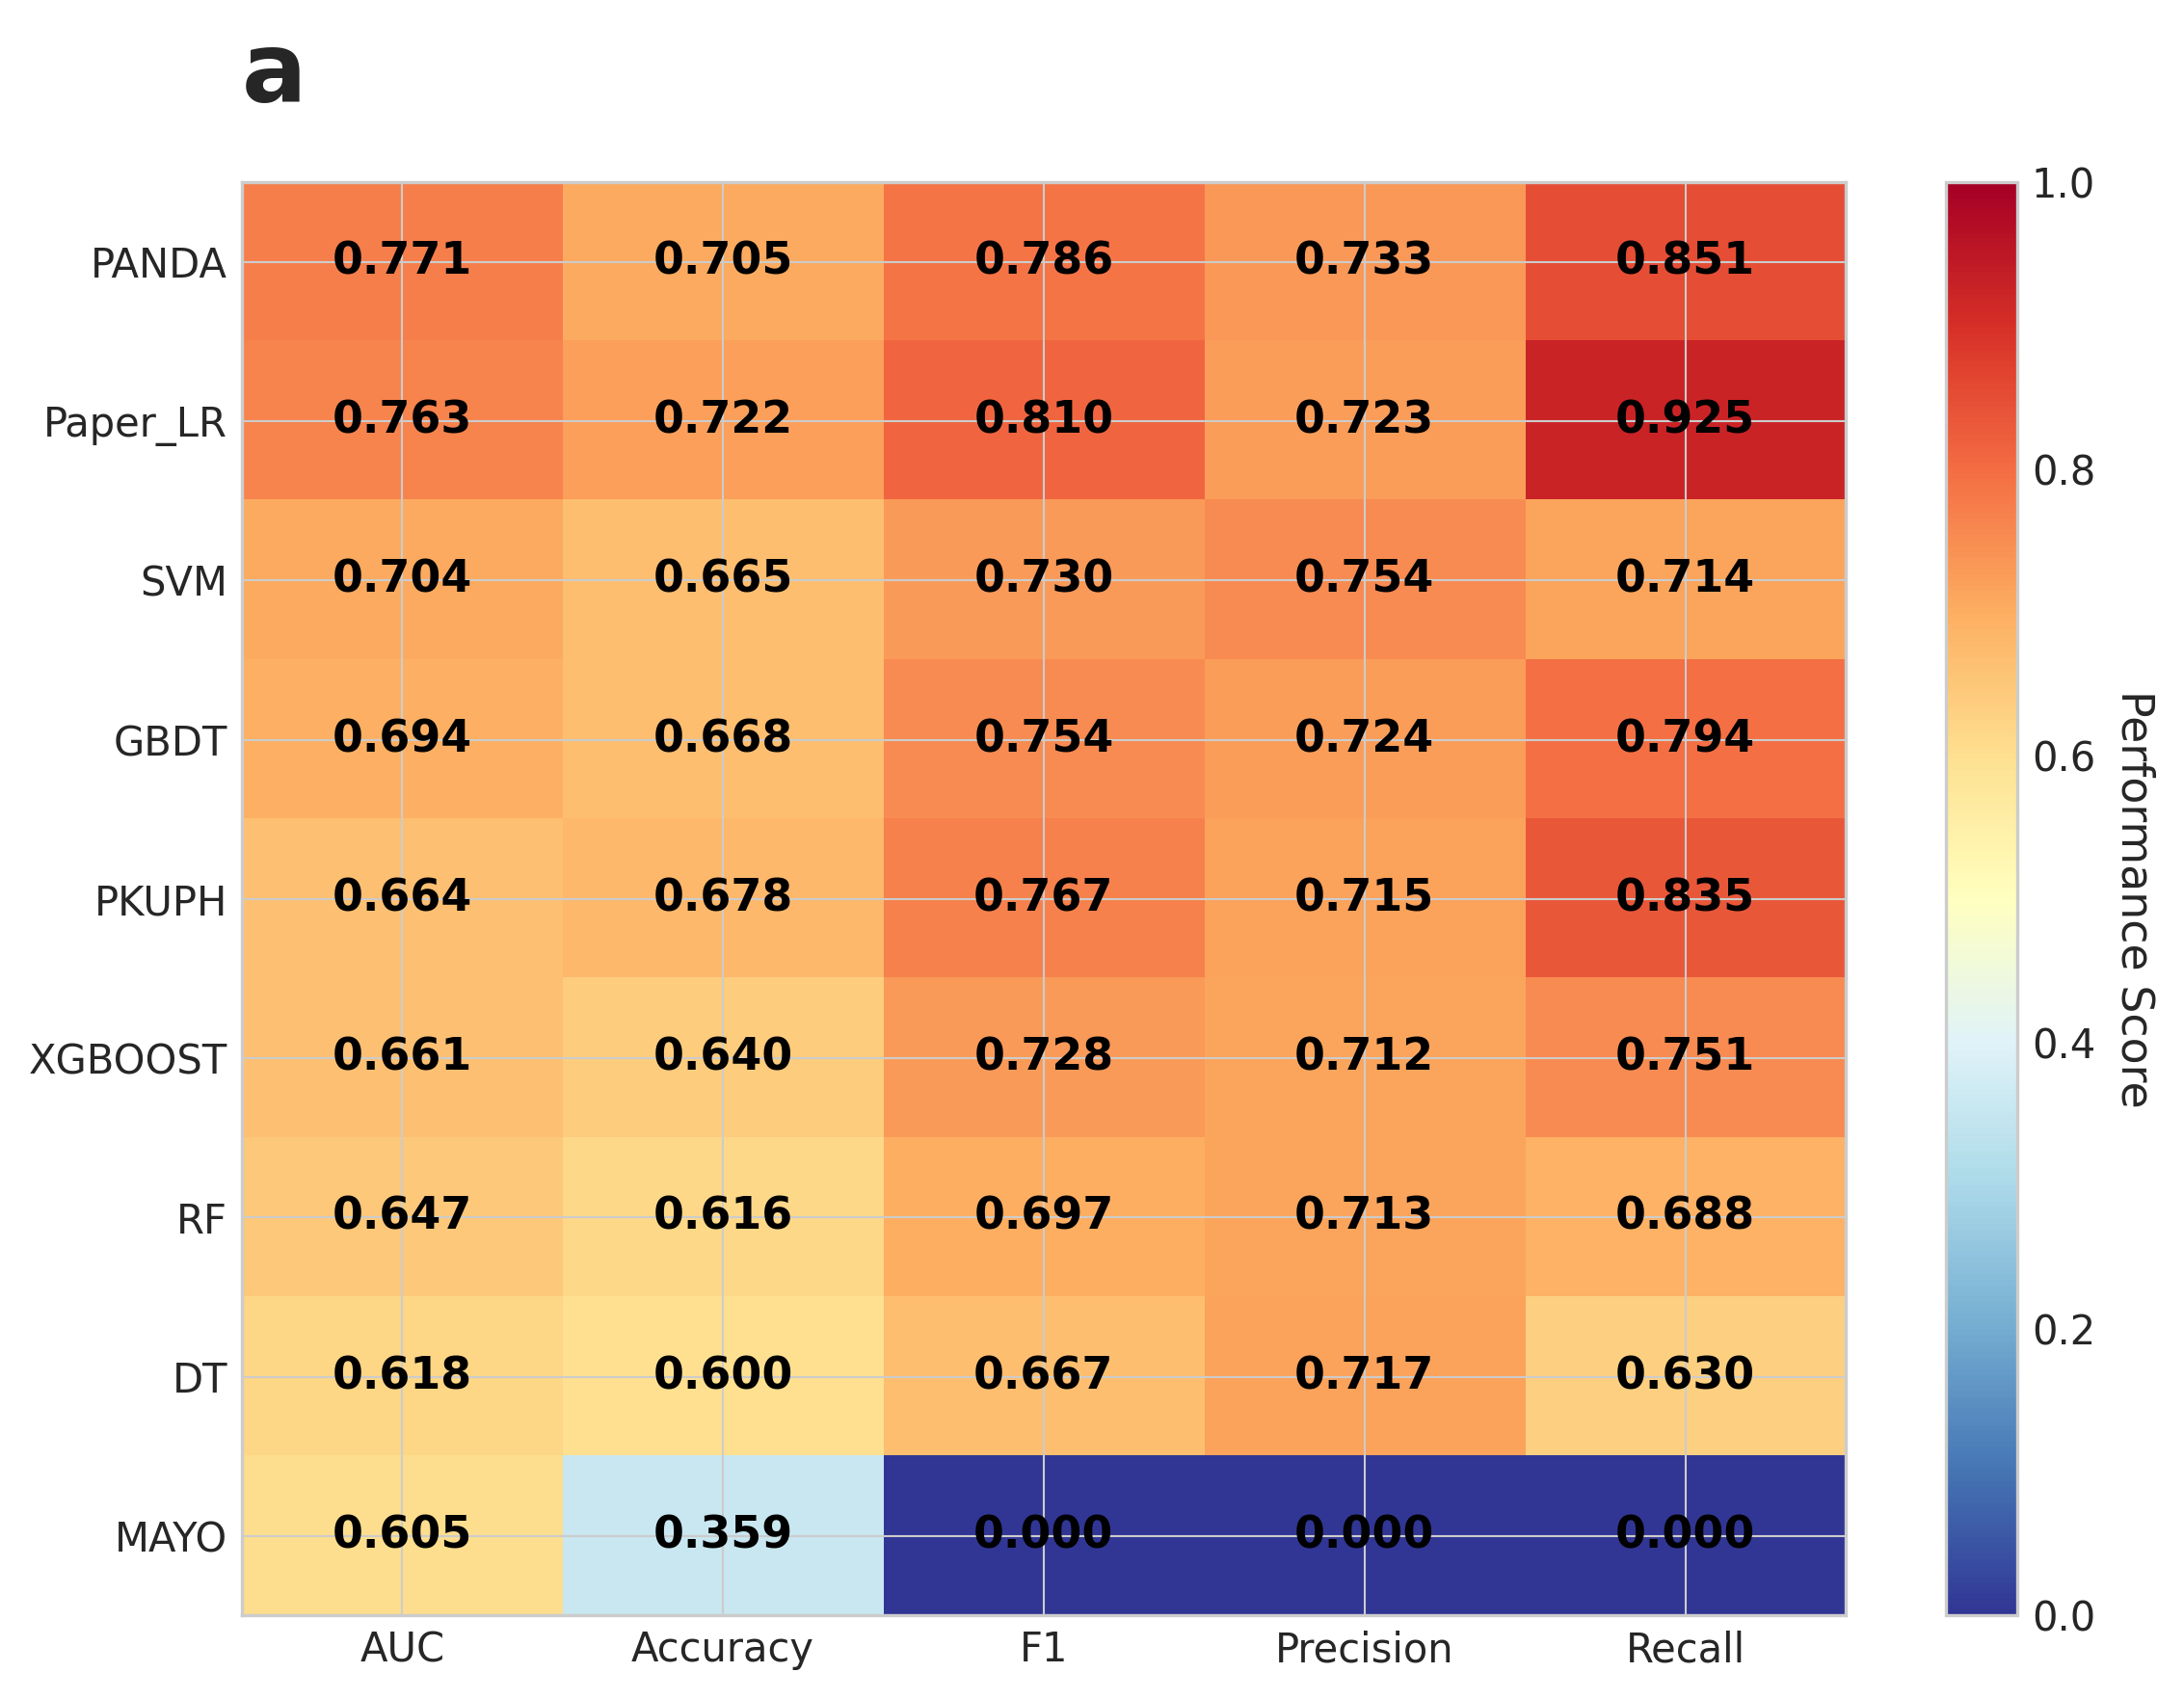 a
PANDA 0.771 0.705 0.786 0.733 0.851
Paper_LR 0.763 0.722 0.810 0.723 0.925
SVM 0.704 0.665 0.730 0.754 0.714
GBDT 0.694 0.668 0.754 0.724 0.794
PKUPH 0.664 0.678 0.767 0.715 0.835
XGBOOST 0.661 0.640 0.728 0.712 0.751
RF 0.647 0.616 0.697 0.713 0.688
DT 0.618 0.600 0.667 0.717 0.630
MAYO 0.605 0.359 0.000 0.000 0.000
AUC Accuracy F1 Precision Recall
1.0
0.8
0.6
0.4
0.2
0.0
Performance Score